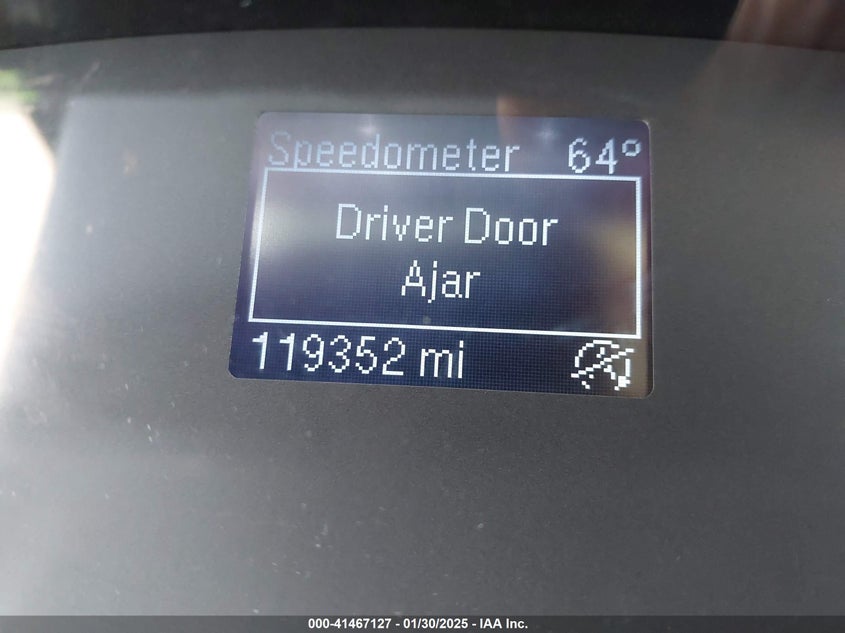 Speedometer 64°
Driver Door
Ajar
119352 mi
000-41467127 - 01/30/2025 - IAA Inc.